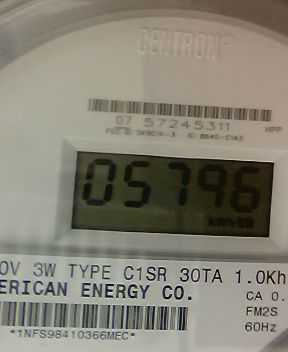 CENTRON®
07 57245311
HPP
05796
0V 3W TYPE C1SR 30TA 1.0Kh
ERICAN ENERGY CO.
CA 0.
FM2S
60Hz
*1NFS98410366MEC*